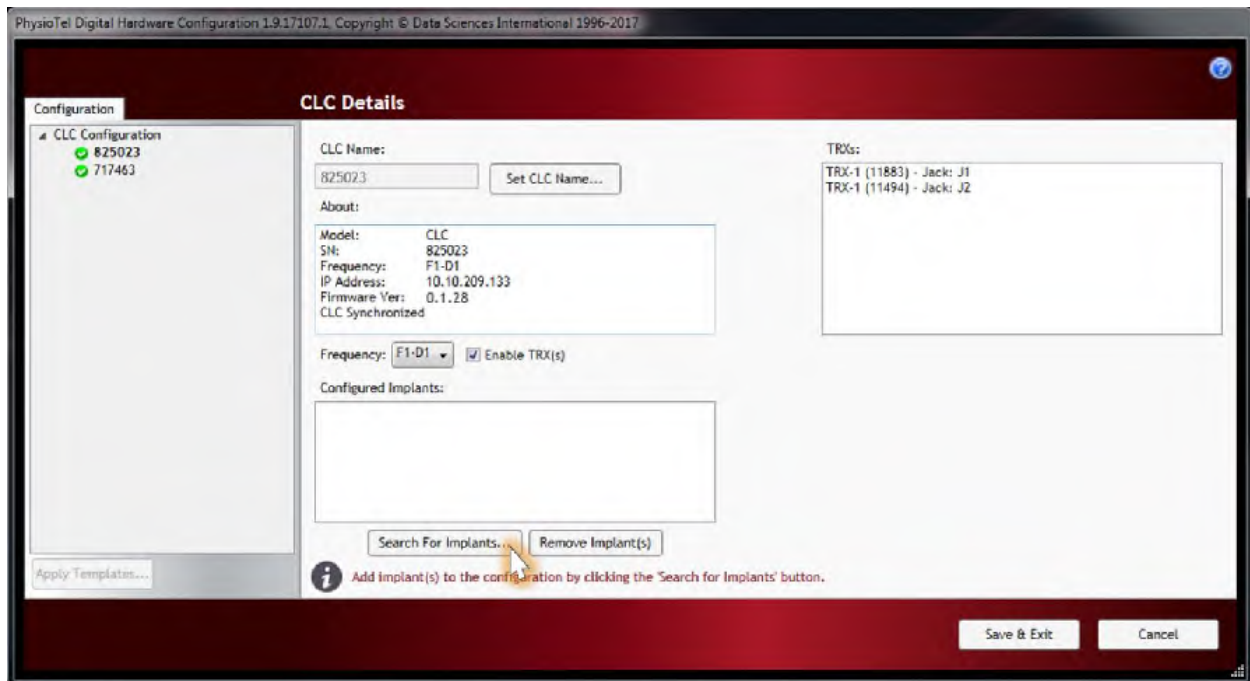 PhysioTel Digital Hardware Configuration 1.9.17107.1, Copyright © Data Sciences International 1996-2017
Configuration
CLC Details
CLC Configuration
825023
717463
CLC Name:
825023
Set CLC Name...
About:
Model: CLC
SN: 825023
Frequency: F1-D1
IP Address: 10.10.209.133
Firmware Ver: 0.1.28
CLC Synchronized
Frequency: F1-D1 Enable TRX(s)
Configured Implants:
Search For Implants... Remove Implant(s)
Add implant(s) to the configuration by clicking the 'Search for Implants' button.
TRXs:
TRX-1 (11883) - Jack: J1
TRX-1 (11494) - Jack: J2
Apply Templates...
Save & Exit Cancel